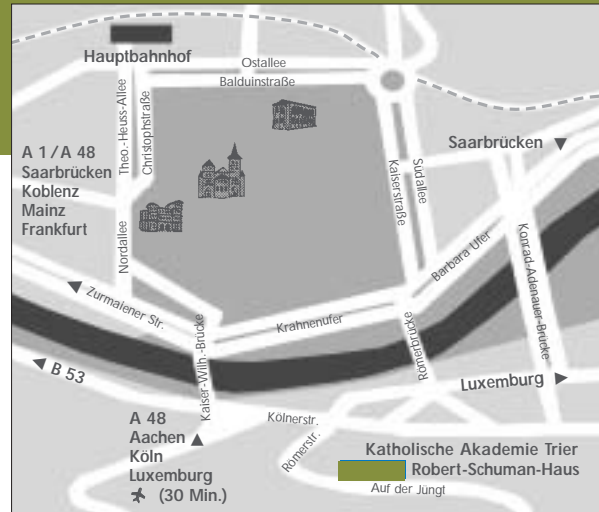 Hauptbahnhof
Ostallee
Balduinstraße
Theo.-Heuss-Allee
Christophstraße
A 1 / A 48
Saarbrücken
Koblenz
Mainz
Frankfurt
Saarbrücken
Kaiserstraße
Südallee
Nordallee
Barbara Ufer
Konrad-Adenauer-Brücke
Zurmaiener Str.
Krahnenufer
Kaiser-Wilh.-Brücke
Römerbrücke
B 53
Luxemburg
Kölnerstr.
A 48
Aachen
Köln
Luxemburg
(30 Min.)
Römerstr.
Katholische Akademie Trier
Robert-Schuman-Haus
Auf der Jüngt